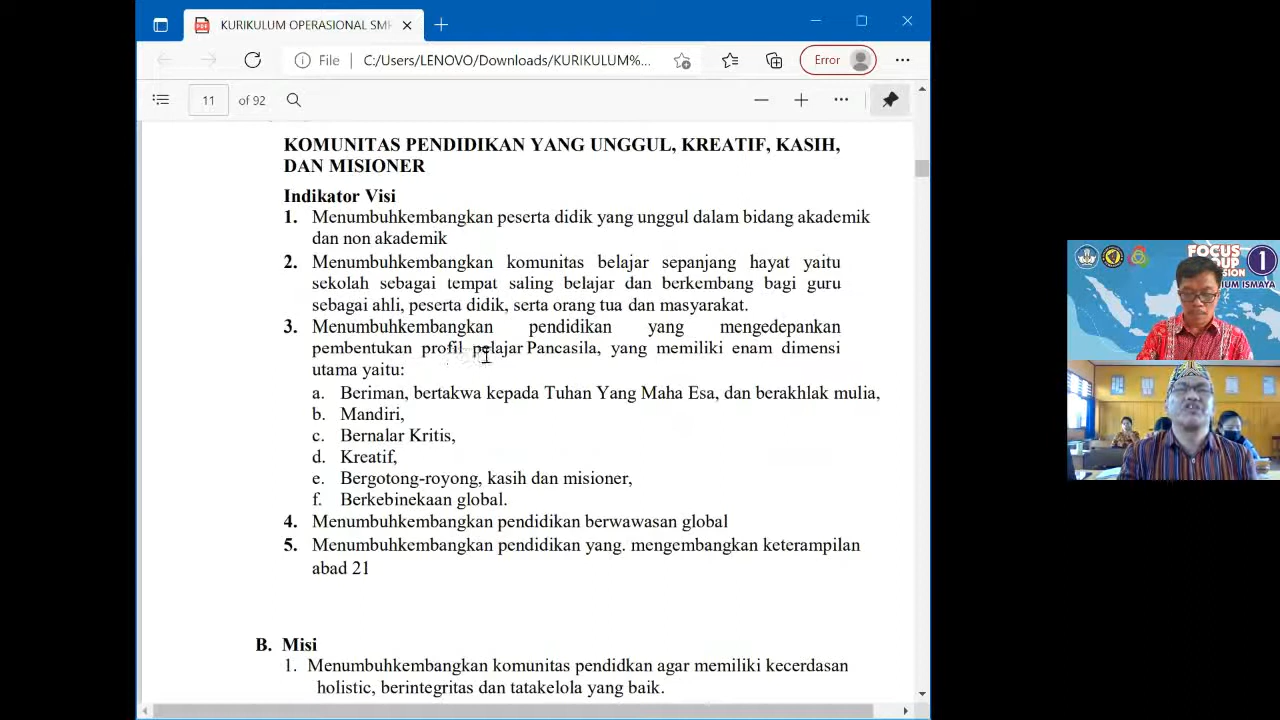 KURIKULUM OPERASIONAL SM
File C:/Users/LENOVO/Downloads/KURIKULUM%... Error
11 of 92
KOMUNITAS PENDIDIKAN YANG UNGGUL, KREATIF, KASIH,
DAN MISIONER
Indikator Visi
1. Menumbuhkembangkan peserta didik yang unggul dalam bidang akademik
dan non akademik
2. Menumbuhkembangkan komunitas belajar sepanjang hayat yaitu
sekolah sebagai tempat saling belajar dan berkembang bagi guru
sebagai ahli, peserta didik, serta orang tua dan masyarakat.
3. Menumbuhkembangkan pendidikan yang mengedepankan
pembentukan profil pelajar Pancasila, yang memiliki enam dimensi
utama yaitu:
a. Beriman, bertakwa kepada Tuhan Yang Maha Esa, dan berakhlak mulia,
b. Mandiri,
c. Bernalar Kritis,
d. Kreatif,
e. Bergotong-royong, kasih dan misioner,
f. Berkebinekaan global.
4. Menumbuhkembangkan pendidikan berwawasan global
5. Menumbuhkembangkan pendidikan yang. mengembangkan keterampilan
abad 21
B. Misi
1. Menumbuhkembangkan komunitas pendidkan agar memiliki kecerdasan
holistic, berintegritas dan tatakelola yang baik.
FOCUS
1